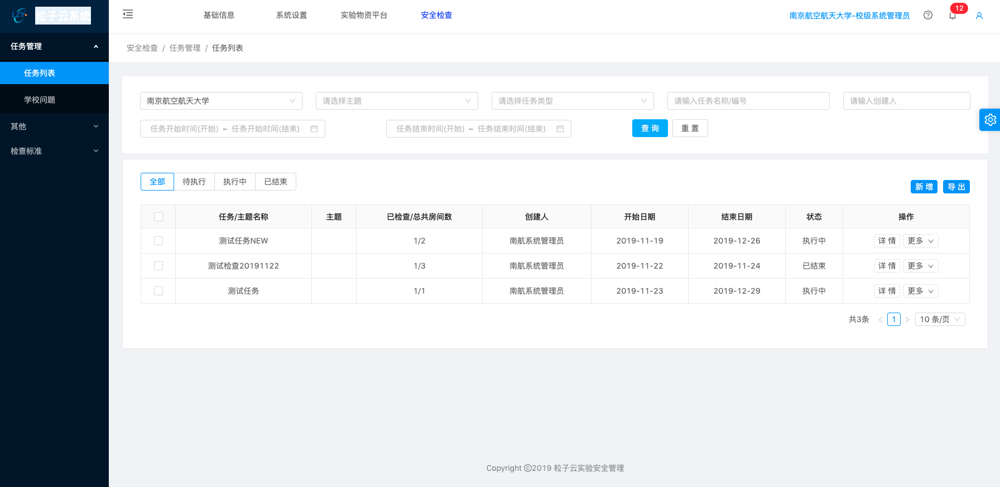 LZY 粒子云系统
基础信息 系统设置 实验物资平台 安全检查 南京航空航天大学-校级系统管理员 12
任务管理
任务列表
学校问题
其他
检查标准
安全检查 / 任务管理 / 任务列表
南京航空航天大学 请选择主题 请选择任务类型 请输入任务名称/编号 请输入创建人
任务开始时间(开始) ~ 任务开始时间(结束) 任务结束时间(开始) ~ 任务结束时间(结束) 查 询 重 置
全部 待执行 执行中 已结束
新 增 导 出
任务/主题名称 主题 已检查/总共房间数 创建人 开始日期 结束日期 状态 操作
测试任务NEW 1/2 南航系统管理员 2019-11-19 2019-12-26 执行中 详 情 更多
测试检查20191122 1/3 南航系统管理员 2019-11-22 2019-11-24 已结束 详 情 更多
测试任务 1/1 南航系统管理员 2019-11-23 2019-12-29 执行中 详 情 更多
共3条 < 1 > 10 条/页
Copyright ©2019 粒子云实验安全管理